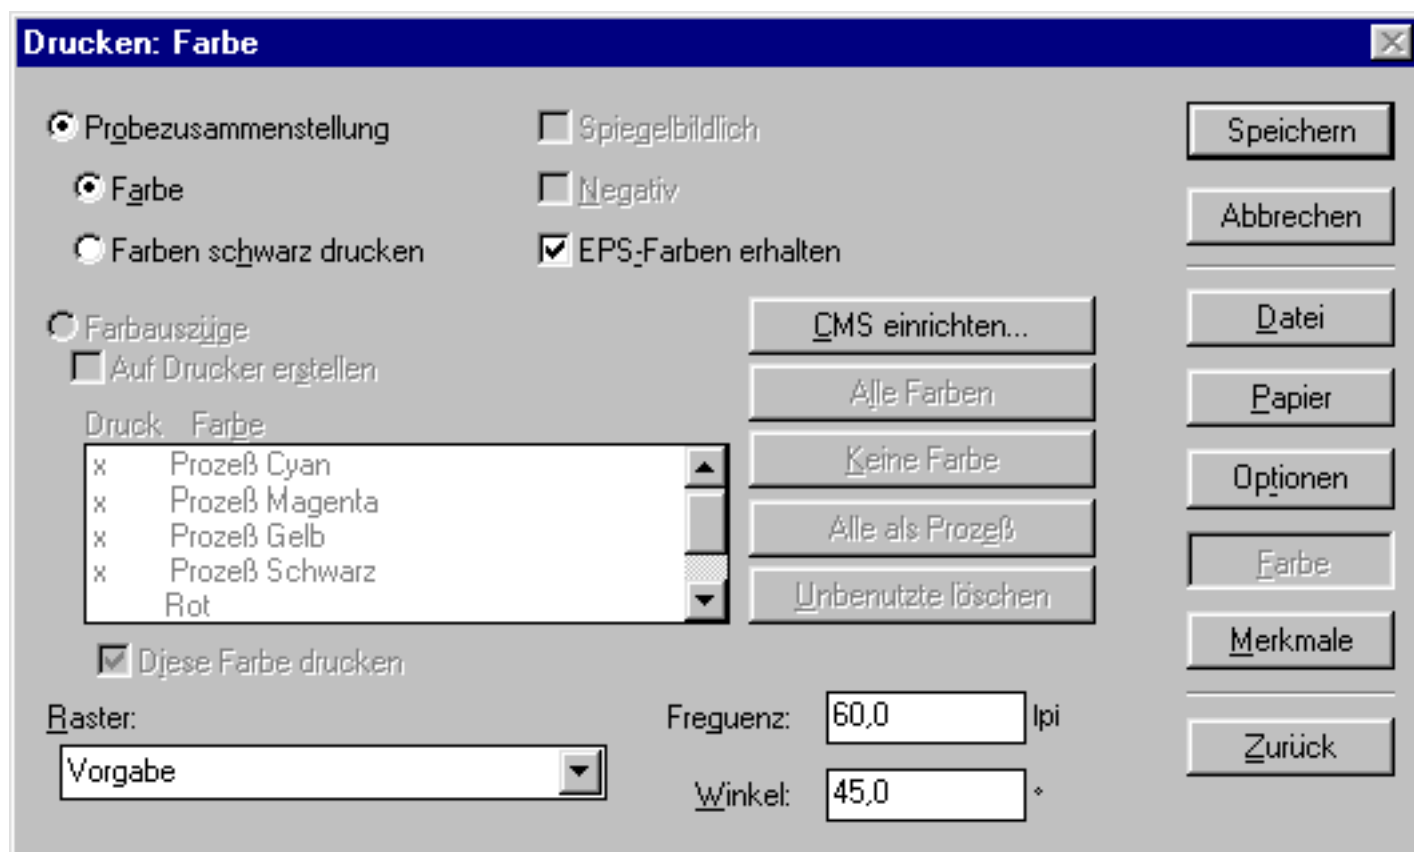 Drucken: Farbe
Probezusammenstellung
Spiegelbildlich
Speichern
Farbe
Negativ
Abbrechen
Farben schwarz drucken
EPS-Farben erhalten
Farbauszüge
CMS einrichten...
Datei
Auf Drucker erstellen
Alle Farben
Papier
Druck Farbe
x Prozeß Cyan
Keine Farbe
Optionen
x Prozeß Magenta
x Prozeß Gelb
Alle als Prozeß
x Prozeß Schwarz
Farbe
Rot
Unbenutzte löschen
Diese Farbe drucken
Merkmale
Raster:
Freguenz: 60,0 lpi
Vorgabe
Zurück
Winkel: 45,0 °